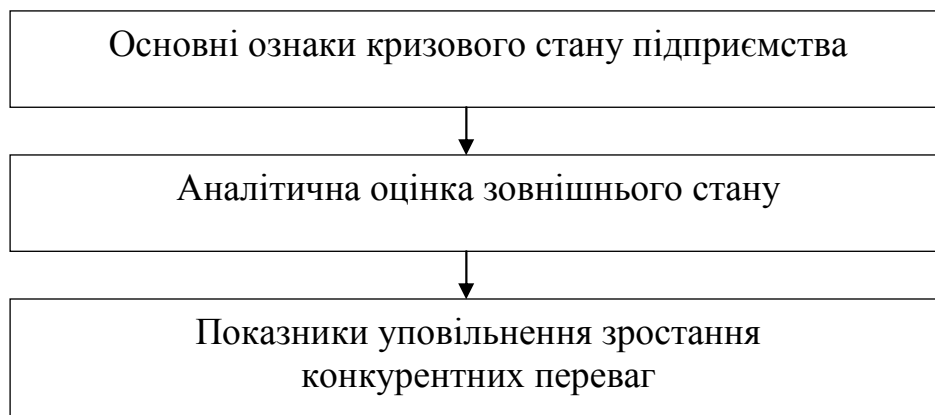 Основні ознаки кризового стану підприємства
Аналітична оцінка зовнішнього стану
Показники уповільнення зростання
конкурентних переваг